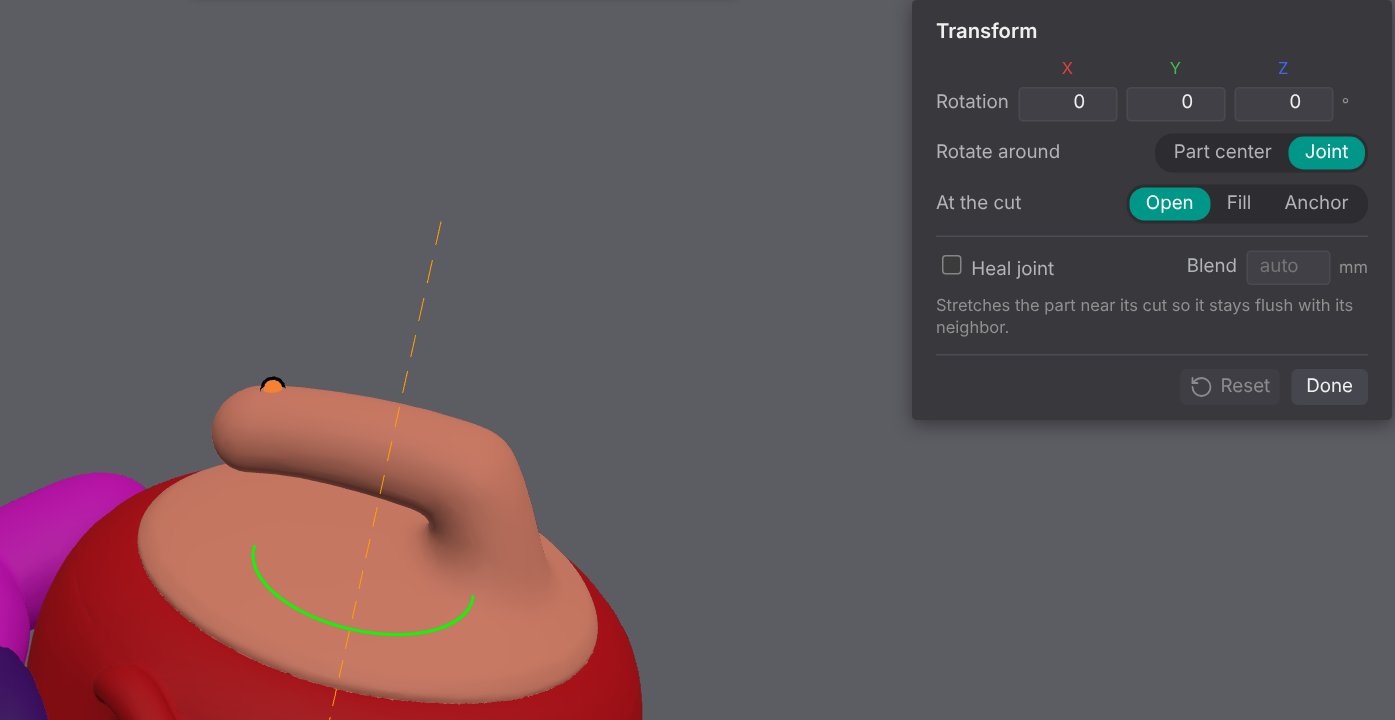 Transform
X Y Z
Rotation 0 0 0 °
Rotate around Part center Joint
At the cut Open Fill Anchor
Heal joint Blend auto mm
Stretches the part near its cut so it stays flush with its
neighbor.
Reset Done